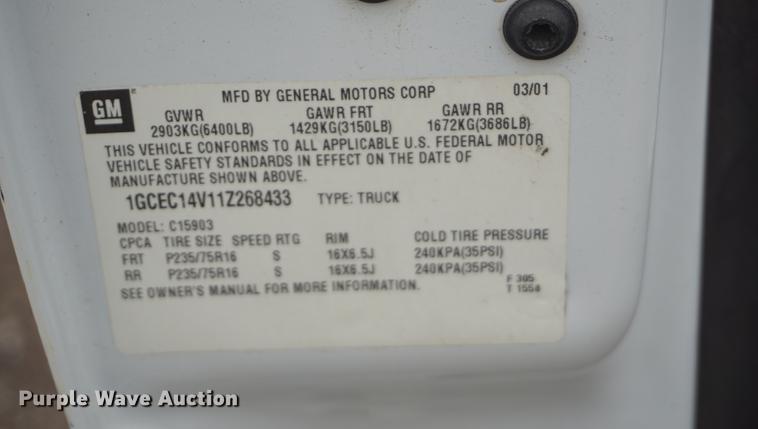 GM
MFD BY GENERAL MOTORS CORP 03/01
GVWR GAWR FRT GAWR RR
2903KG(6400LB) 1429KG(3150LB) 1672KG(3686LB)
THIS VEHICLE CONFORMS TO ALL APPLICABLE U.S. FEDERAL MOTOR
VEHICLE SAFETY STANDARDS IN EFFECT ON THE DATE OF
MANUFACTURE SHOWN ABOVE.
1GCEC14V11Z268433 TYPE: TRUCK
MODEL: C15903
CPCA TIRE SIZE SPEED RTG RIM COLD TIRE PRESSURE
FRT P235/75R16 S 16X6.5J 240KPA(35PSI)
RR P235/75R16 S 16X6.5J 240KPA(35PSI)
SEE OWNER'S MANUAL FOR MORE INFORMATION.
F 305
T 1554
Purple Wave Auction